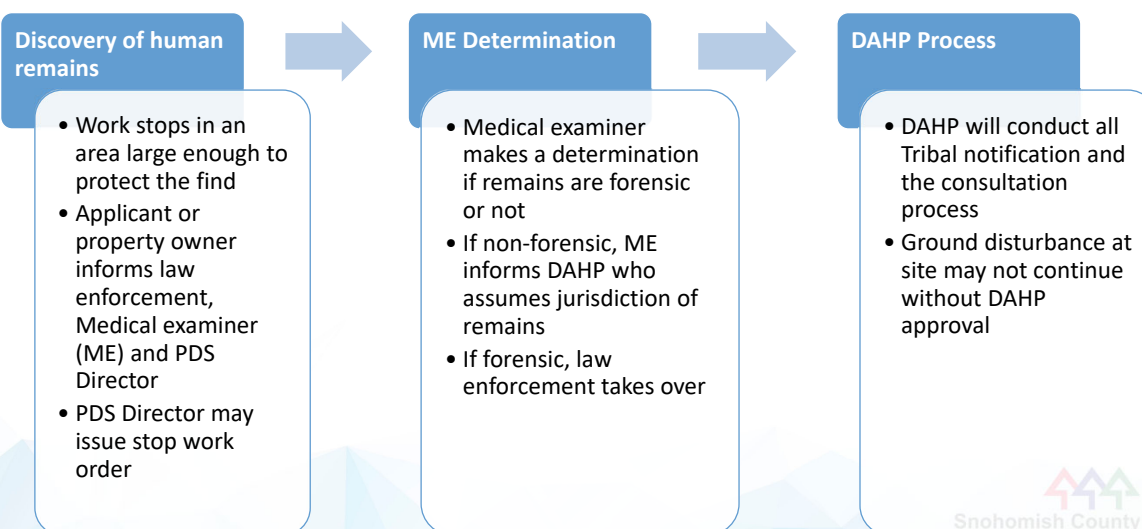 Discovery of human
remains
• Work stops in an
area large enough to
protect the find
• Applicant or
property owner
informs law
enforcement,
Medical examiner
(ME) and PDS
Director
• PDS Director may
issue stop work
order
ME Determination
• Medical examiner
makes a determination
if remains are forensic
or not
• If non-forensic, ME
informs DAHP who
assumes jurisdiction of
remains
• If forensic, law
enforcement takes over
DAHP Process
• DAHP will conduct all
Tribal notification and
the consultation
process
• Ground disturbance at
site may not continue
without DAHP
approval
Snohomish County